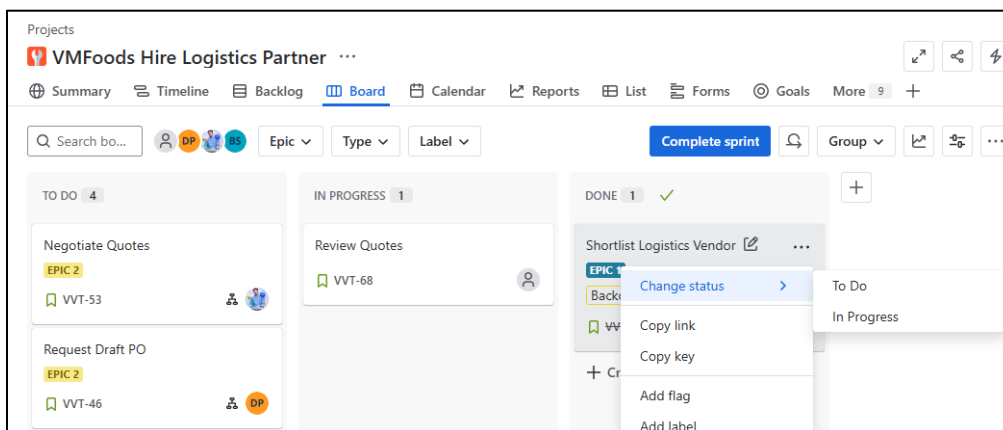 Projects
VMFoods Hire Logistics Partner ...
Summary Timeline Backlog Board Calendar Reports List Forms Goals More 9
Search bo... DP BS Epic Type Label Complete sprint Group
TO DO 4 IN PROGRESS 1 DONE 1
Negotiate Quotes
EPIC 2
VVT-53
Request Draft PO
EPIC 2
VVT-46 DP
Review Quotes
VVT-68
Shortlist Logistics Vendor
EPIC 1
Change status
Copy link
Copy key
Add flag
Add label
To Do
In Progress